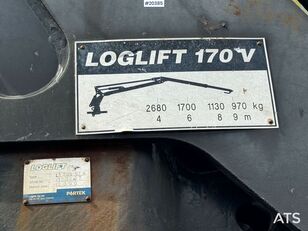 #20385
LOGLIFT 170 V
2680 1700 1130 970 kg
4 6 8 9 m
LOGLIFT
PARTEK
ATS